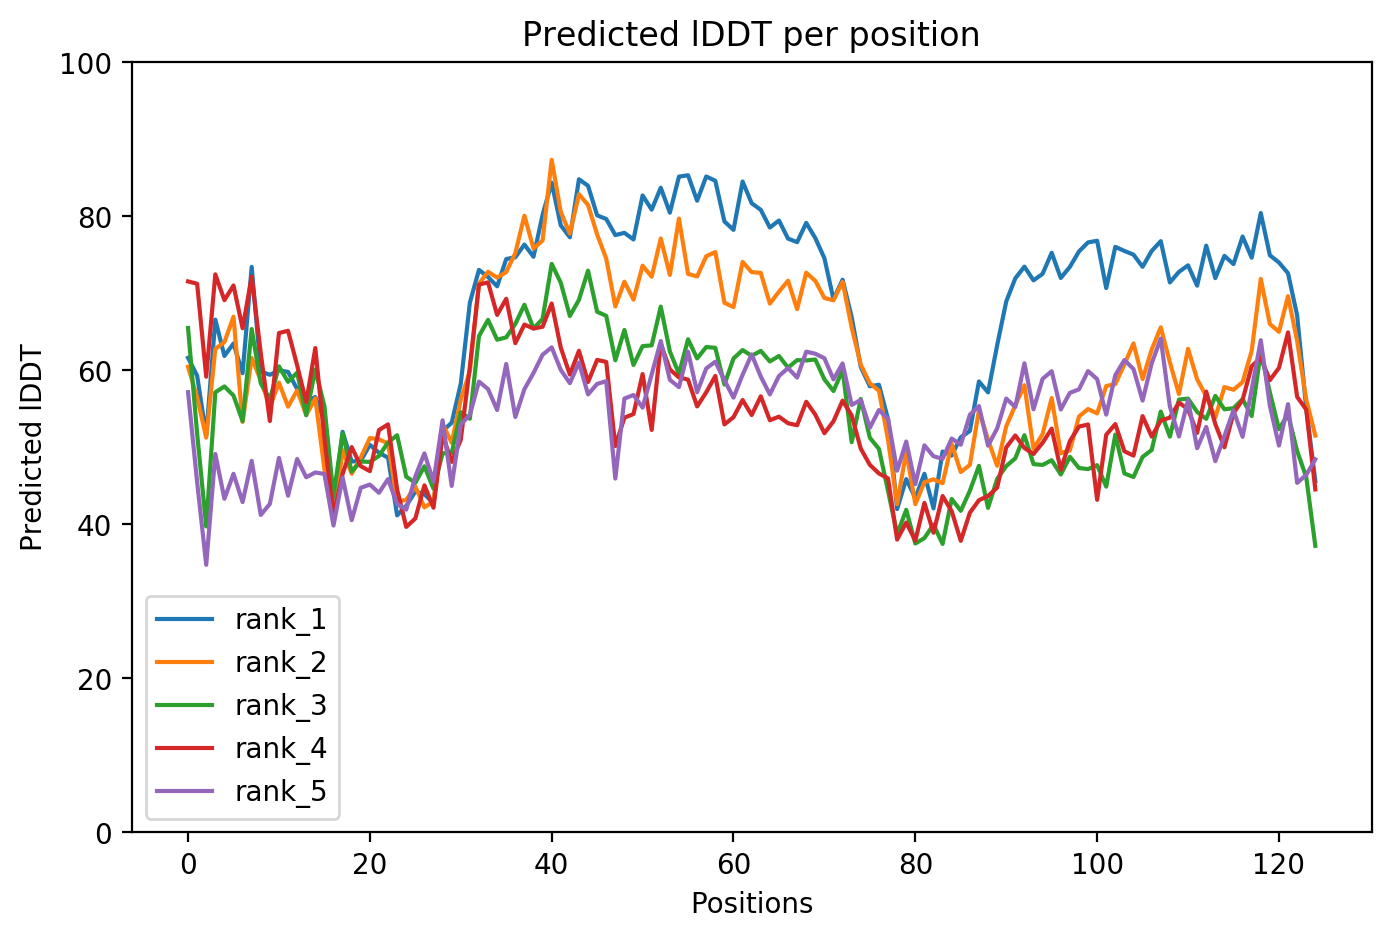 Predicted lDDT per position
100
80
60
40
20
0
Predicted lDDT
rank_1
rank_2
rank_3
rank_4
rank_5
0 20 40 60 80 100 120
Positions